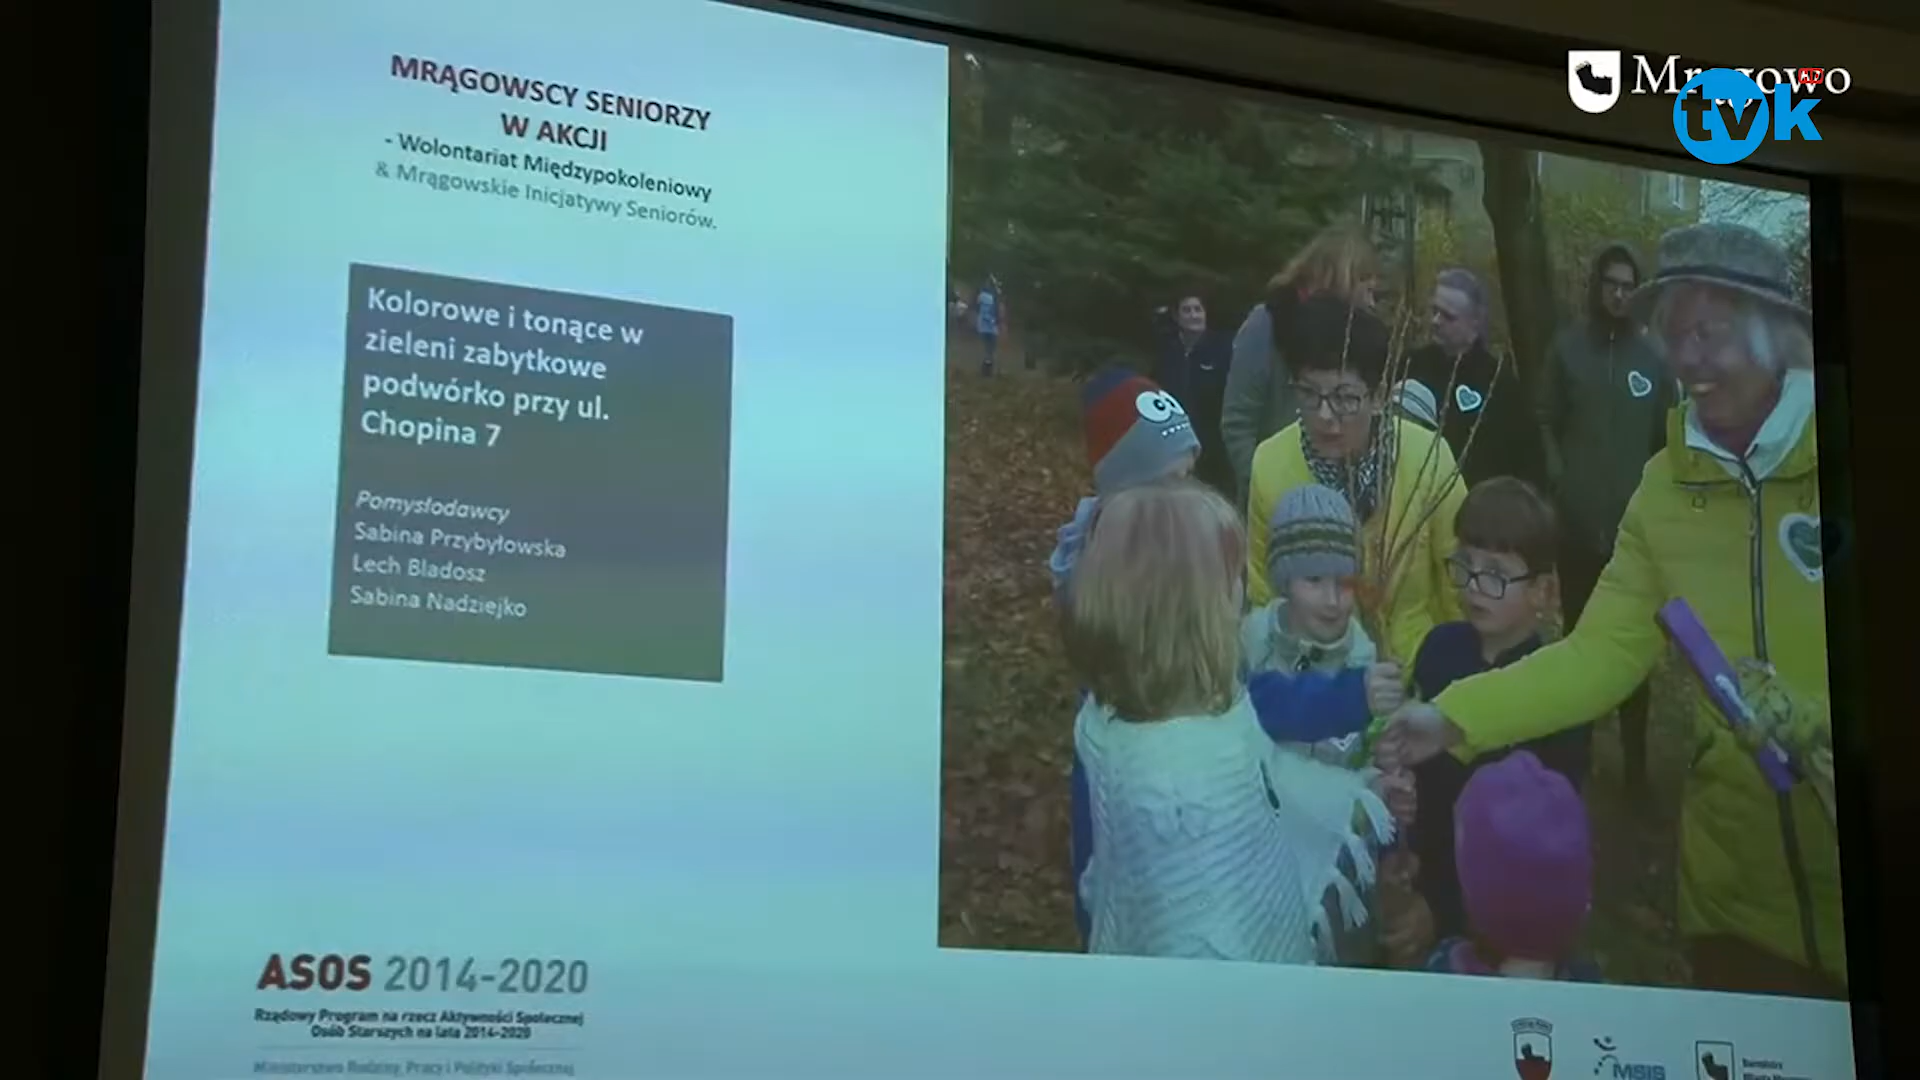 MRĄGOWSCY SENIORZY
W AKCJI
- Wolontariat Międzypokoleniowy
& Mrągowskie Inicjatywy Seniorów.
Kolorowe i tonące w
zieleni zabytkowe
podwórko przy ul.
Chopina 7
Pomysłodawcy
Sabina Przybyłowska
Lech Bladosz
Sabina Nadziejko
ASOS 2014-2020
Rządowy Program na rzecz Aktywności Społecznej
Osób Starszych na lata 2014-2020
Ministerstwo Rodziny, Pracy i Polityki Społecznej
Mrągowo
HD
tvk
MSIS